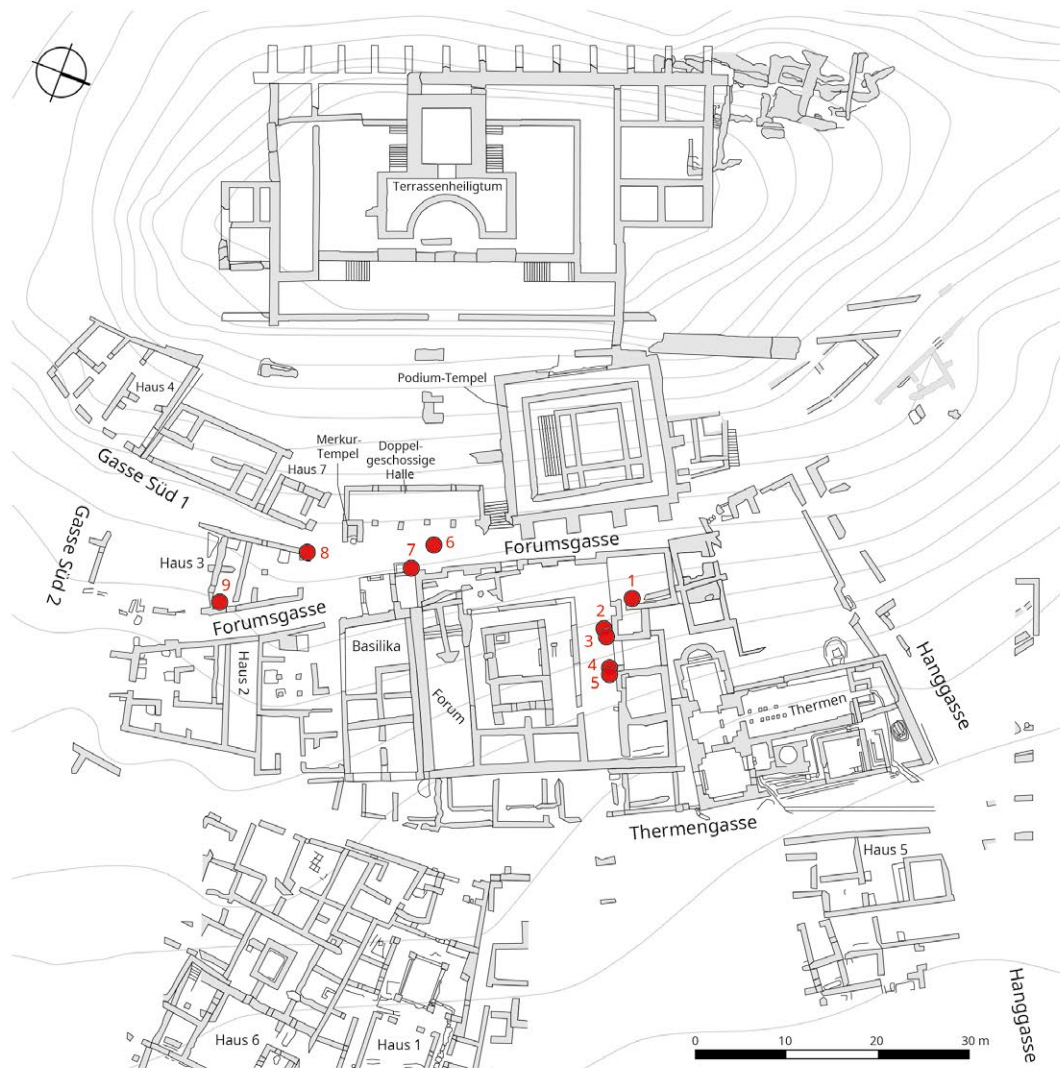 Terrassenheiligtum
Podium-Tempel
Haus 4
Merkur-
Tempel
Doppel-
geschossige
Halle
Haus 7
Gasse Süd 1
Gasse Süd 2
Haus 3
8
7
6
Forumsgasse
1
9
Forumsgasse
2
3
4
5
Basilika
Haus 2
Forum
Thermen
Hanggasse
Thermengasse
Haus 5
Haus 6
Haus 1
Hanggasse
0
10
20
30 m